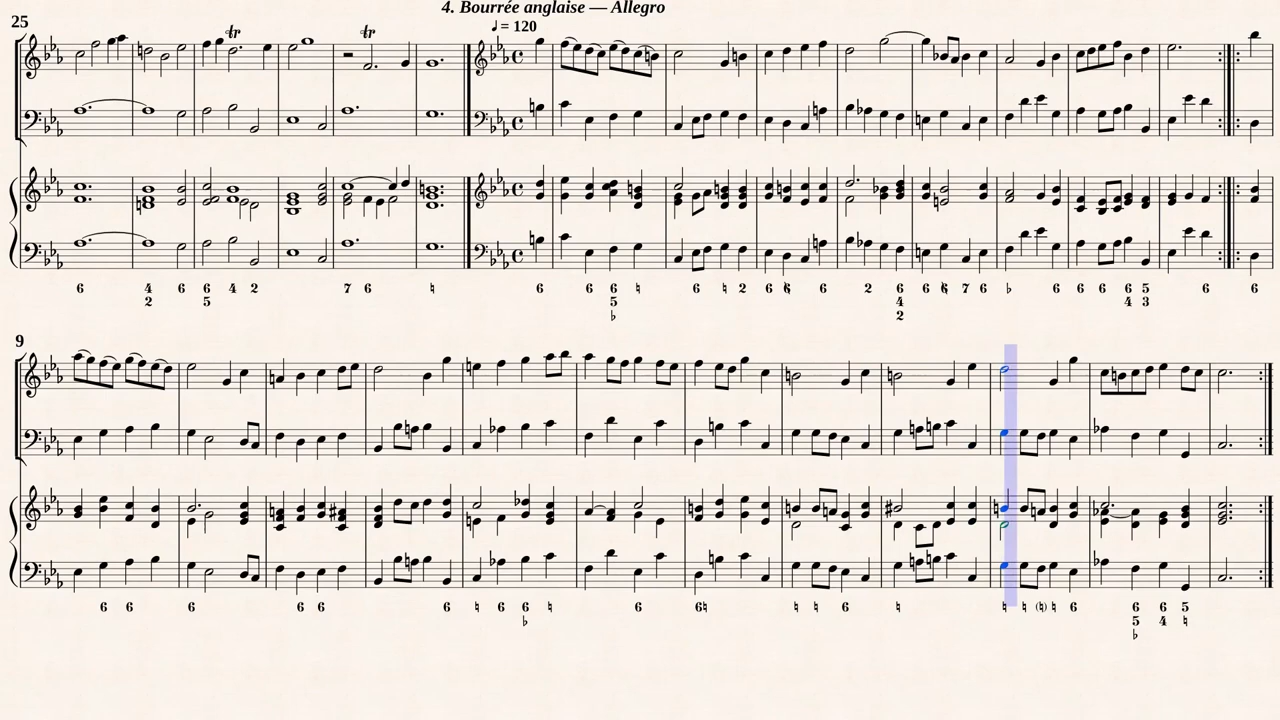 4. Bourrée anglaise — Allegro
25
♩ = 120
tr tr
6 4 6 6 4 2 7 6 ♮ 6 6 6 ♮ 6 ♮ 2 6 6 6 2 6 6 6 7 6 ♭ 6 6 6 6 5 6 6
2 5 5 4 4 3
♭ 2
9
6 6 6 6 6 6 ♮ 6 6 ♮ 6 6♮ ♮ ♮ 6 ♮ ♮ ♮ (♮) ♮ 6 6 6 5
♭ 5 4 ♮
♭